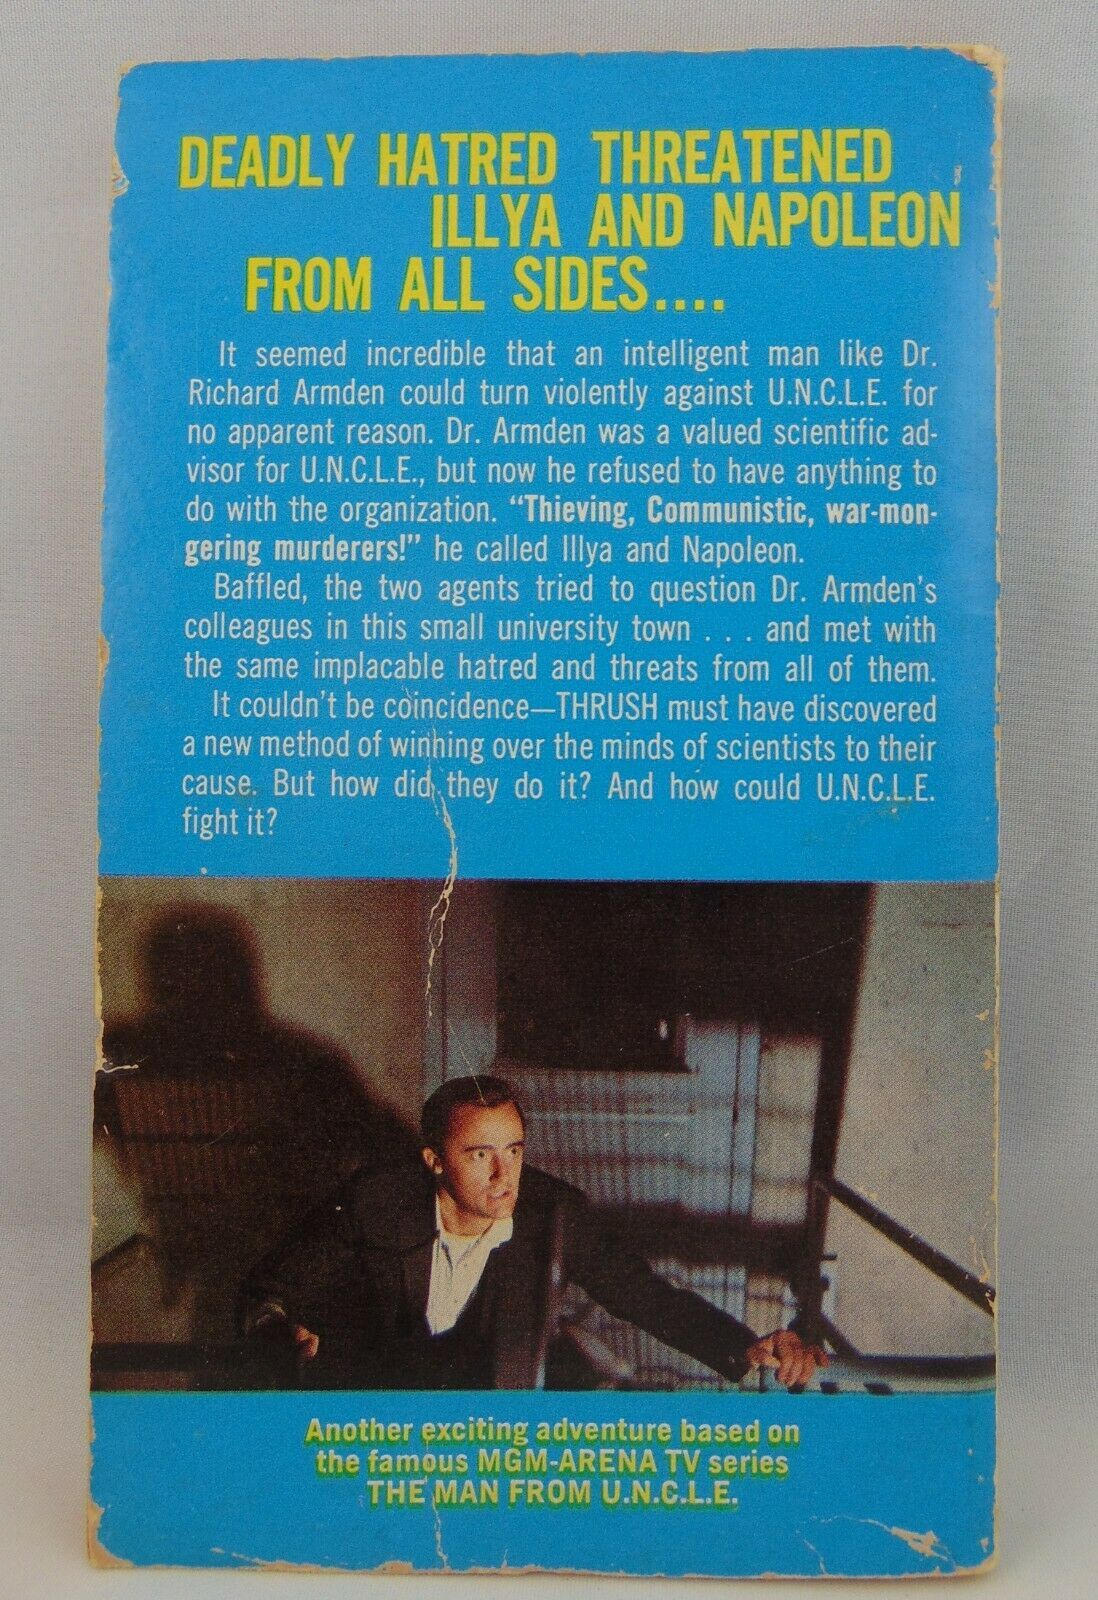 DEADLY HATRED THREATENED
ILLYA AND NAPOLEON
FROM ALL SIDES....
It seemed incredible that an intelligent man like Dr.
Richard Armden could turn violently against U.N.C.L.E. for
no apparent reason. Dr. Armden was a valued scientific ad-
visor for U.N.C.L.E., but now he refused to have anything to
do with the organization. “Thieving, Communistic, war-mon-
gering murderers!” he called Illya and Napoleon.
Baffled, the two agents tried to question Dr. Armden’s
colleagues in this small university town . . . and met with
the same implacable hatred and threats from all of them.
It couldn’t be coincidence—THRUSH must have discovered
a new method of winning over the minds of scientists to their
cause. But how did they do it? And how could U.N.C.L.E.
fight it?
Another exciting adventure based on
the famous MGM-ARENA TV series
THE MAN FROM U.N.C.L.E.